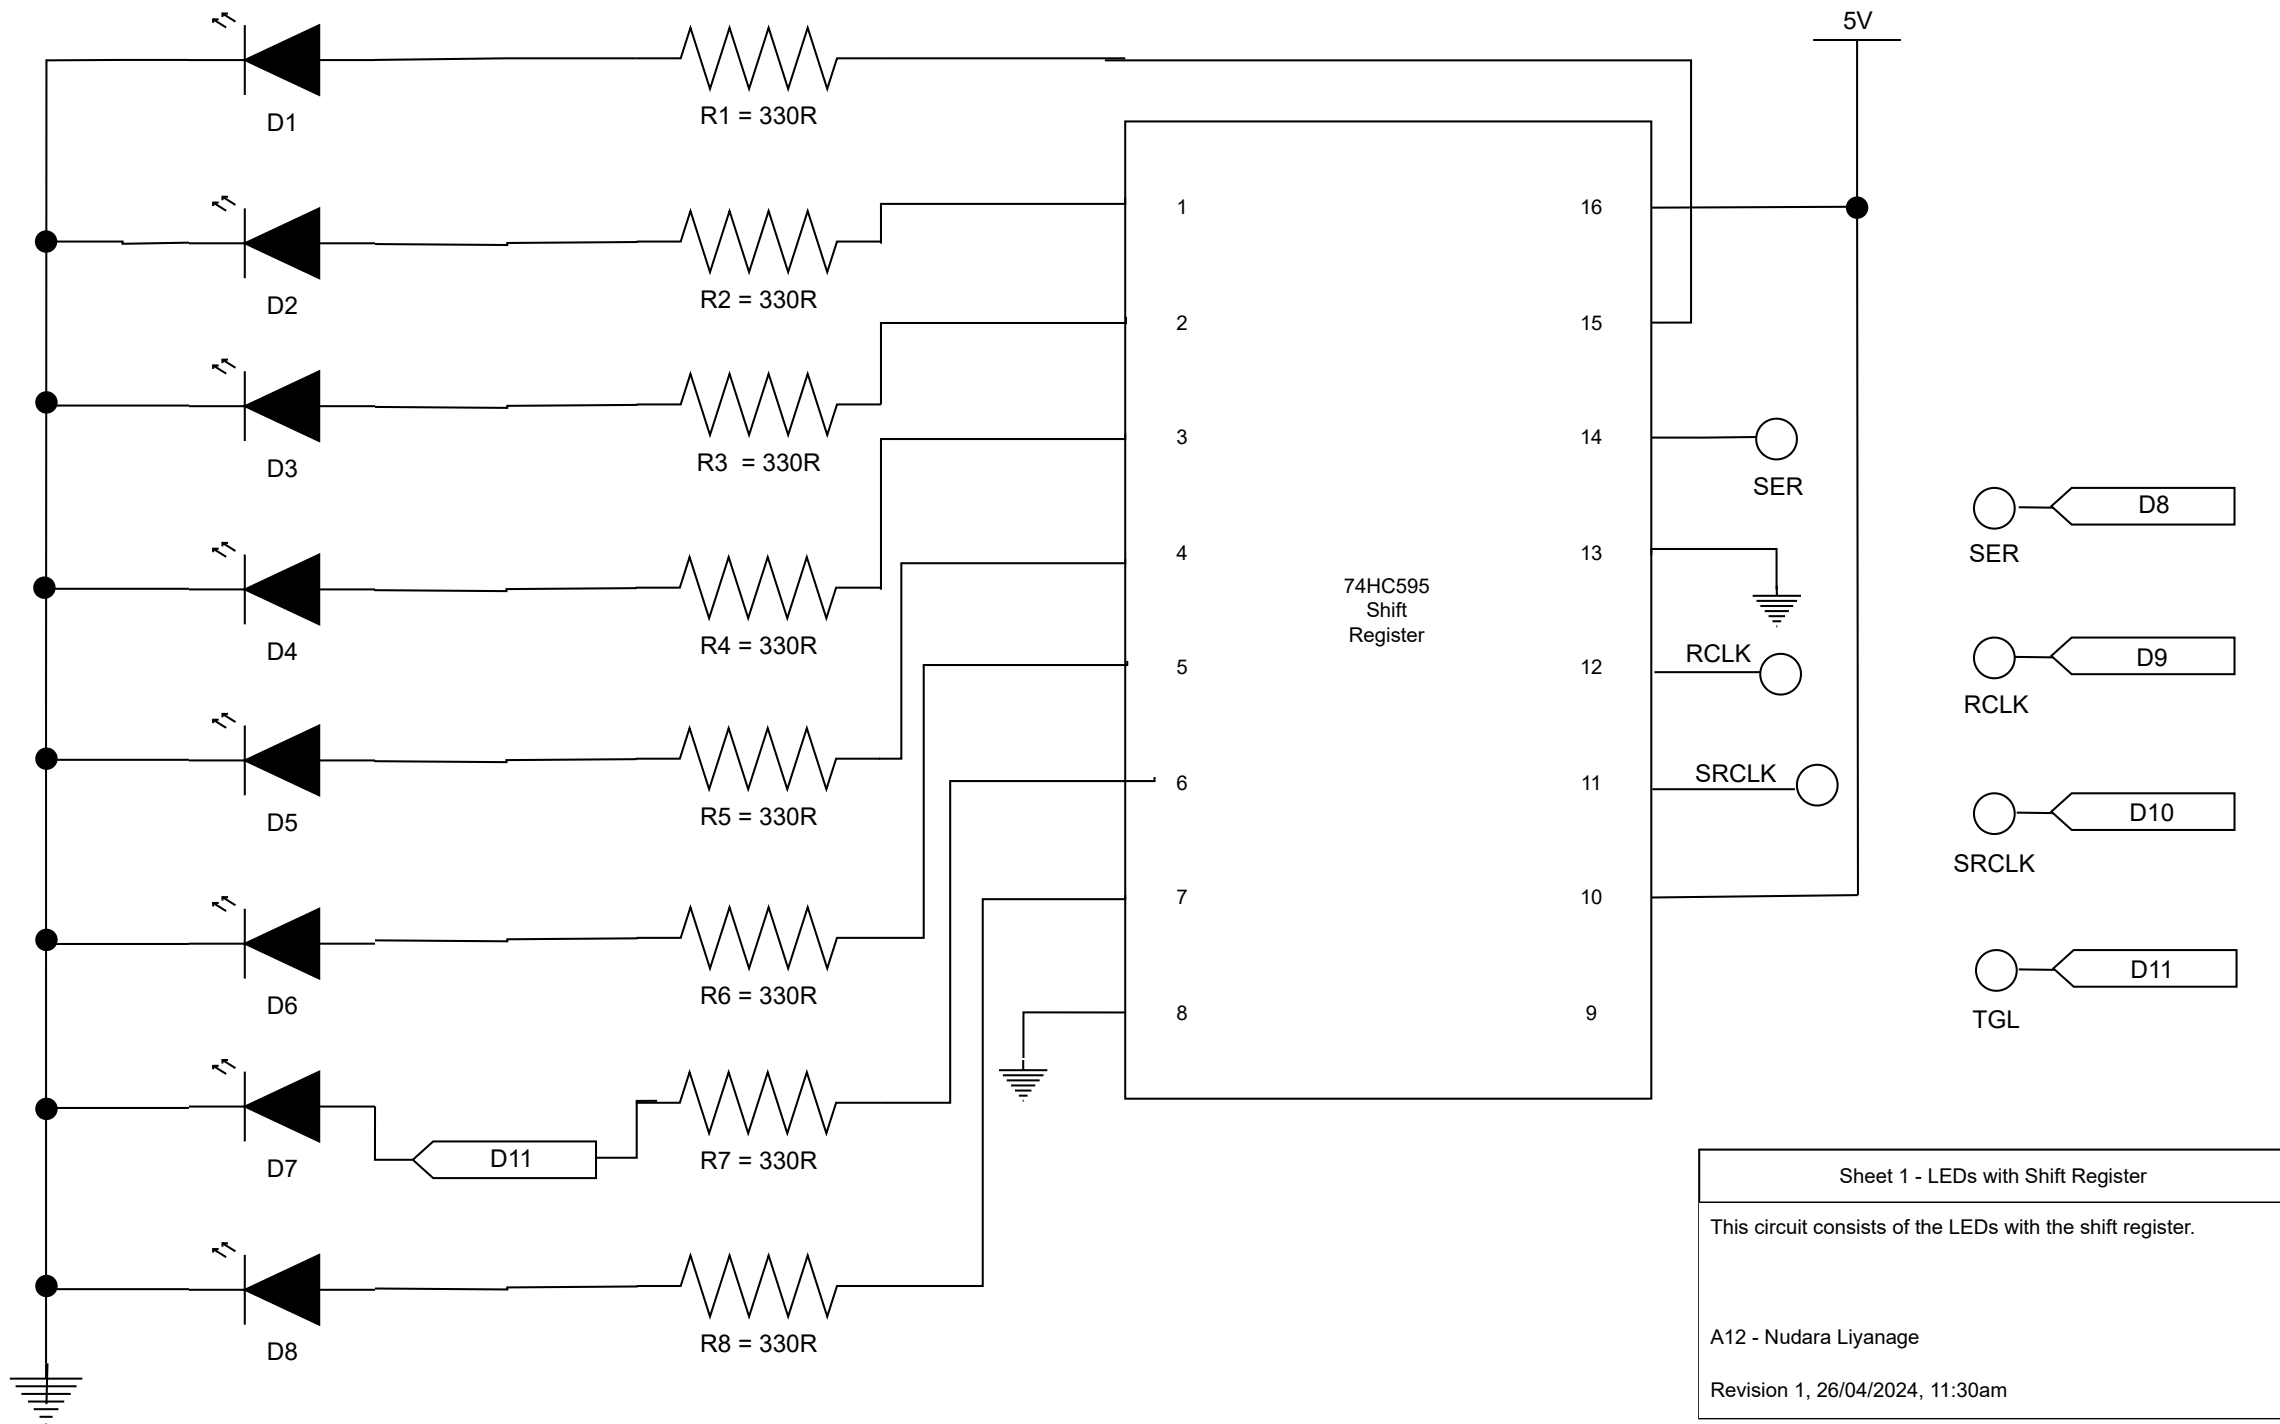 5V
D1
R1 = 330R
D2
R2 = 330R
D3
R3  = 330R
D4
R4 = 330R
D5
R5 = 330R
D6
R6 = 330R
D7
D11
R7 = 330R
D8
R8 = 330R
1
2
3
4
5
6
7
8
74HC595
Shift
Register
16
15
14
13
12
11
10
9
SER
RCLK
SRCLK
D8
SER
D9
RCLK
D10
SRCLK
D11
TGL
Sheet 1 - LEDs with Shift Register
This circuit consists of the LEDs with the shift register.
A12 - Nudara Liyanage
Revision 1, 26/04/2024, 11:30am